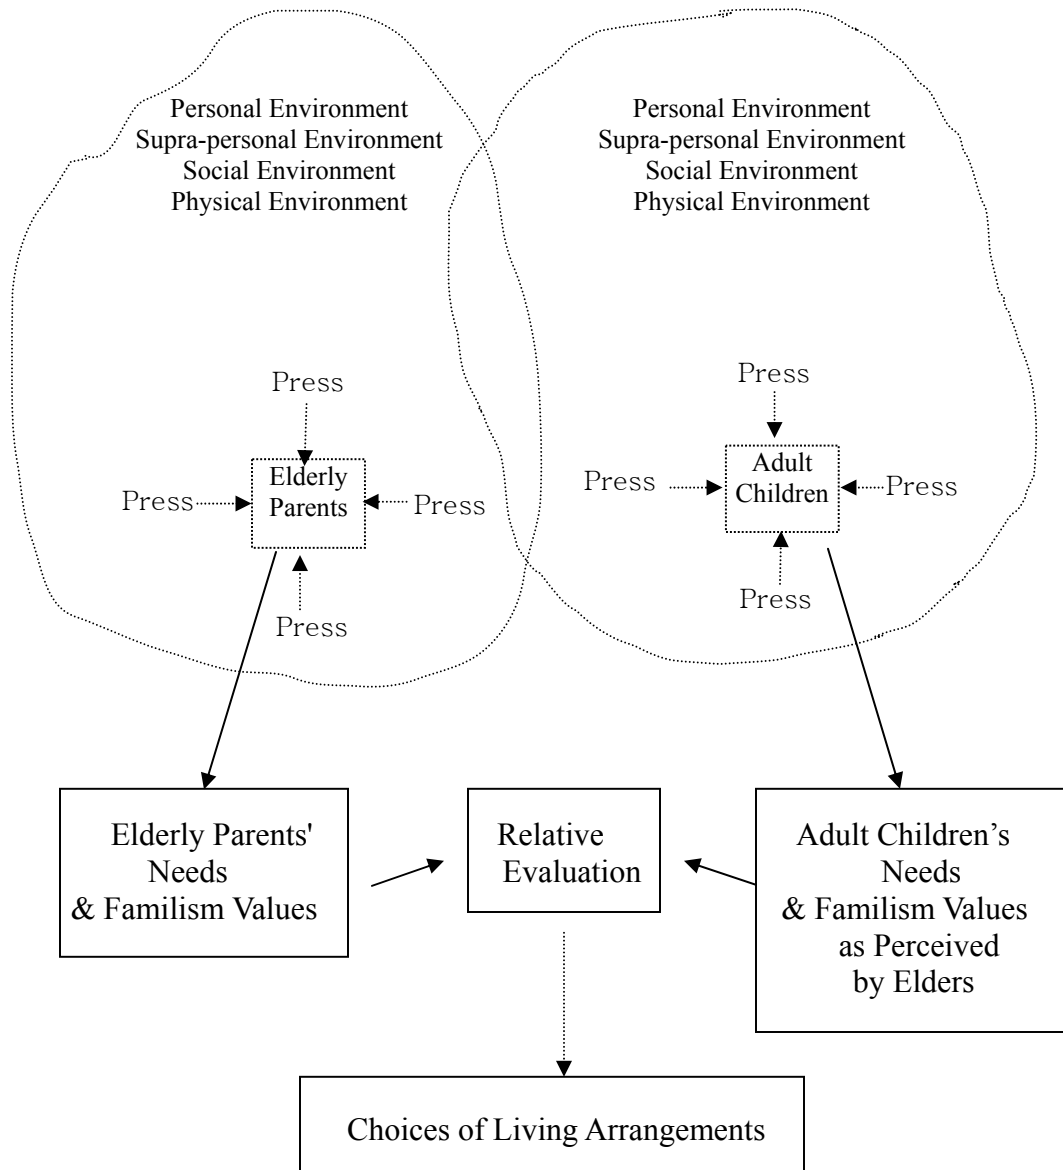 Personal Environment
Supra-personal Environment
Social Environment
Physical Environment
Personal Environment
Supra-personal Environment
Social Environment
Physical Environment
Press
Elderly
Parents
Press
Press
Press
Press
Adult
Children
Press
Press
Press
Elderly Parents'
Needs
& Familism Values
Relative
Evaluation
Adult Children’s
Needs
& Familism Values
as Perceived
by Elders
Choices of Living Arrangements